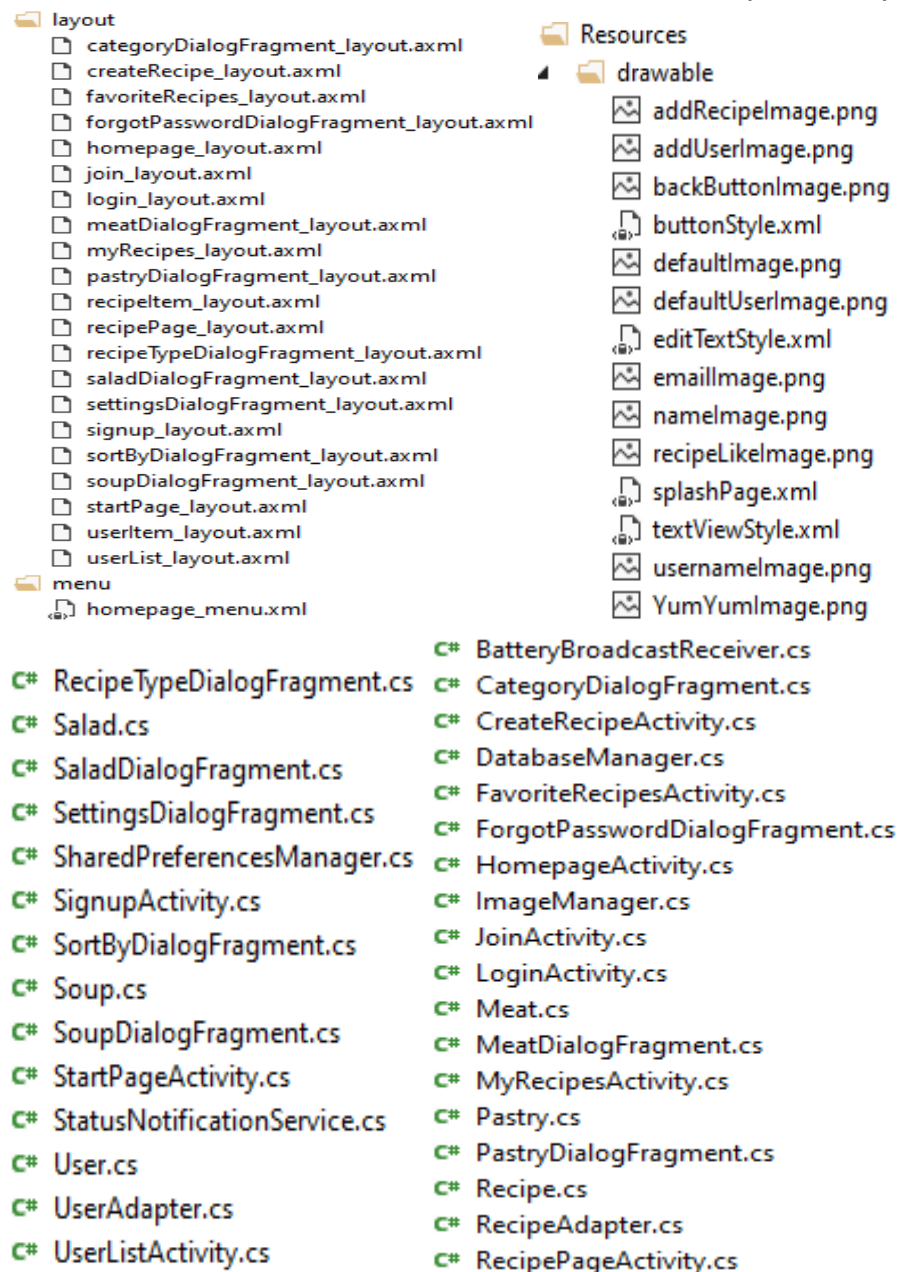 layout
categoryDialogFragment_layout.axml
createRecipe_layout.axml
favoriteRecipes_layout.axml
forgotPasswordDialogFragment_layout.axml
homepage_layout.axml
join_layout.axml
login_layout.axml
meatDialogFragment_layout.axml
myRecipes_layout.axml
pastryDialogFragment_layout.axml
recipeItem_layout.axml
recipePage_layout.axml
recipeTypeDialogFragment_layout.axml
saladDialogFragment_layout.axml
settingsDialogFragment_layout.axml
signup_layout.axml
sortByDialogFragment_layout.axml
soupDialogFragment_layout.axml
startPage_layout.axml
userItem_layout.axml
userList_layout.axml
menu
homepage_menu.xml
Resources
drawable
addRecipeImage.png
addUserImage.png
backButtonImage.png
buttonStyle.xml
defaultImage.png
defaultUserImage.png
editTextStyle.xml
emailImage.png
nameImage.png
recipeLikeImage.png
splashPage.xml
textViewStyle.xml
usernameImage.png
YumYumImage.png
C# RecipeTypeDialogFragment.cs
C# Salad.cs
C# SaladDialogFragment.cs
C# SettingsDialogFragment.cs
C# SharedPreferencesManager.cs
C# SignupActivity.cs
C# SortByDialogFragment.cs
C# Soup.cs
C# SoupDialogFragment.cs
C# StartPageActivity.cs
C# StatusNotificationService.cs
C# User.cs
C# UserAdapter.cs
C# UserListActivity.cs
C# BatteryBroadcastReceiver.cs
C# CategoryDialogFragment.cs
C# CreateRecipeActivity.cs
C# DatabaseManager.cs
C# FavoriteRecipesActivity.cs
C# ForgotPasswordDialogFragment.cs
C# HomepageActivity.cs
C# ImageManager.cs
C# JoinActivity.cs
C# LoginActivity.cs
C# Meat.cs
C# MeatDialogFragment.cs
C# MyRecipesActivity.cs
C# Pastry.cs
C# PastryDialogFragment.cs
C# Recipe.cs
C# RecipeAdapter.cs
C# RecipePageActivity.cs